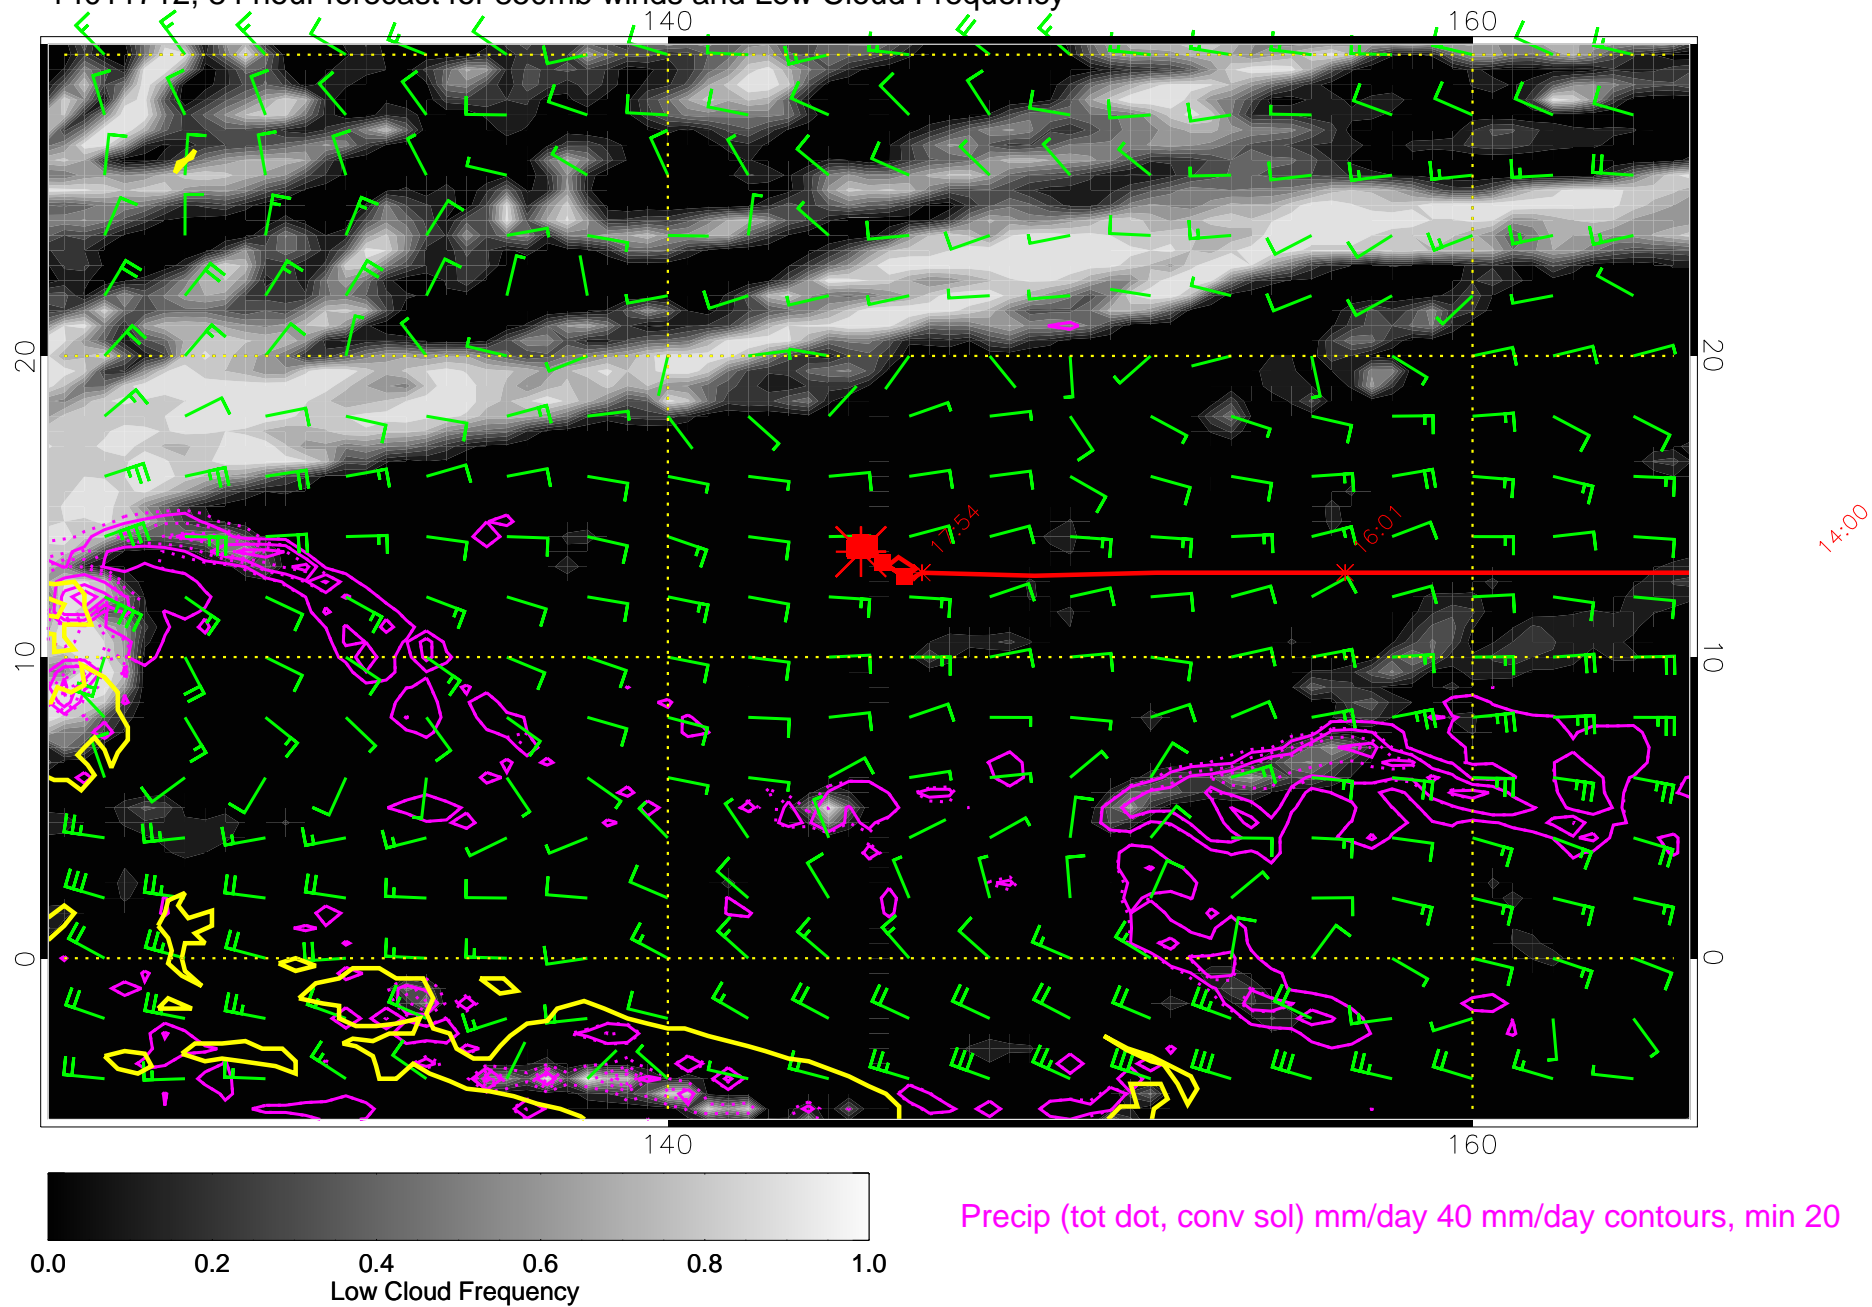 140 160
20 20
17:54 16:01 14:00
10 10
0 0
140 160
0.0 0.2 0.4 0.6 0.8 1.0
Low Cloud Frequency
Precip (tot dot, conv sol) mm/day 40 mm/day contours, min 20